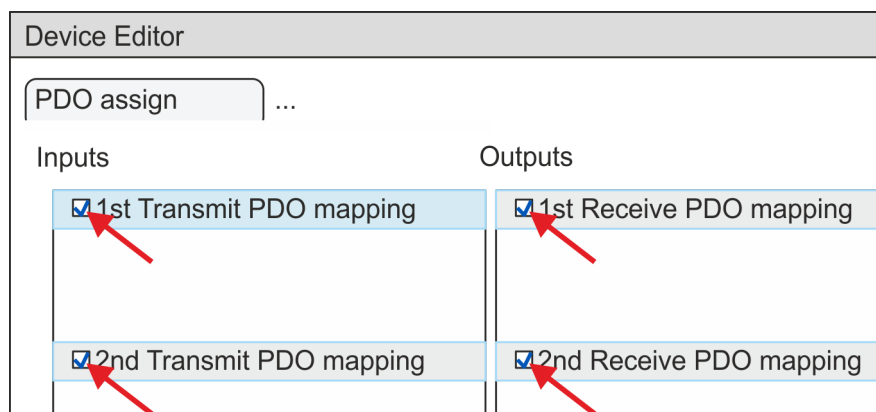 Device Editor
PDO assign ...
Inputs
Outputs
1st Transmit PDO mapping
1st Receive PDO mapping
2nd Transmit PDO mapping
2nd Receive PDO mapping